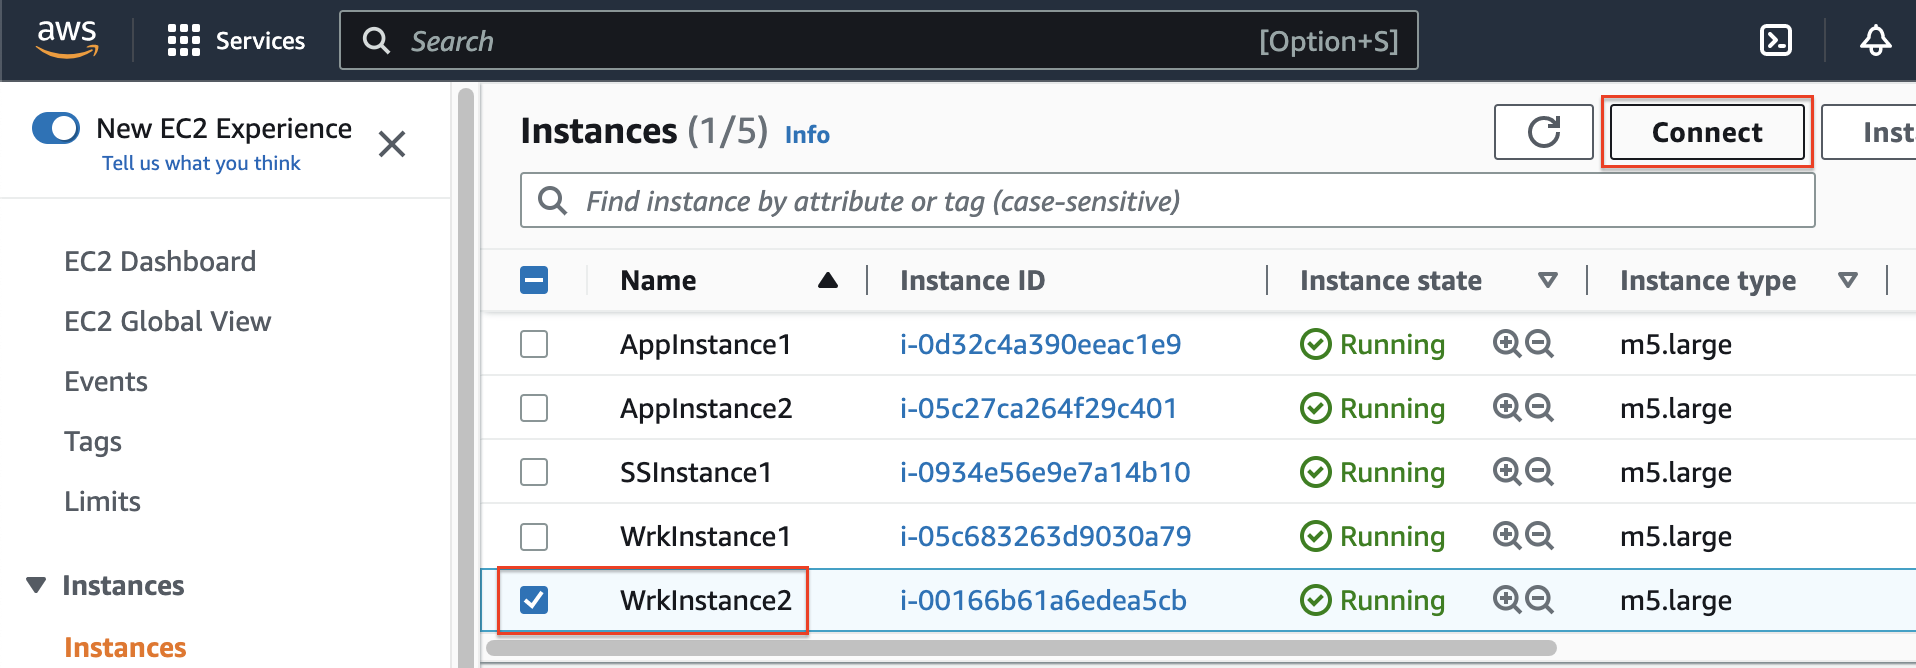 aws Services Search [Option+S]
New EC2 Experience
Tell us what you think
EC2 Dashboard
EC2 Global View
Events
Tags
Limits
Instances
Instances
Instances (1/5) Info
Connect
Inst
Find instance by attribute or tag (case-sensitive)
Name Instance ID Instance state Instance type
AppInstance1 i-0d32c4a390eeac1e9 Running m5.large
AppInstance2 i-05c27ca264f29c401 Running m5.large
SSInstance1 i-0934e56e9e7a14b10 Running m5.large
WrkInstance1 i-05c683263d9030a79 Running m5.large
WrkInstance2 i-00166b61a6edea5cb Running m5.large